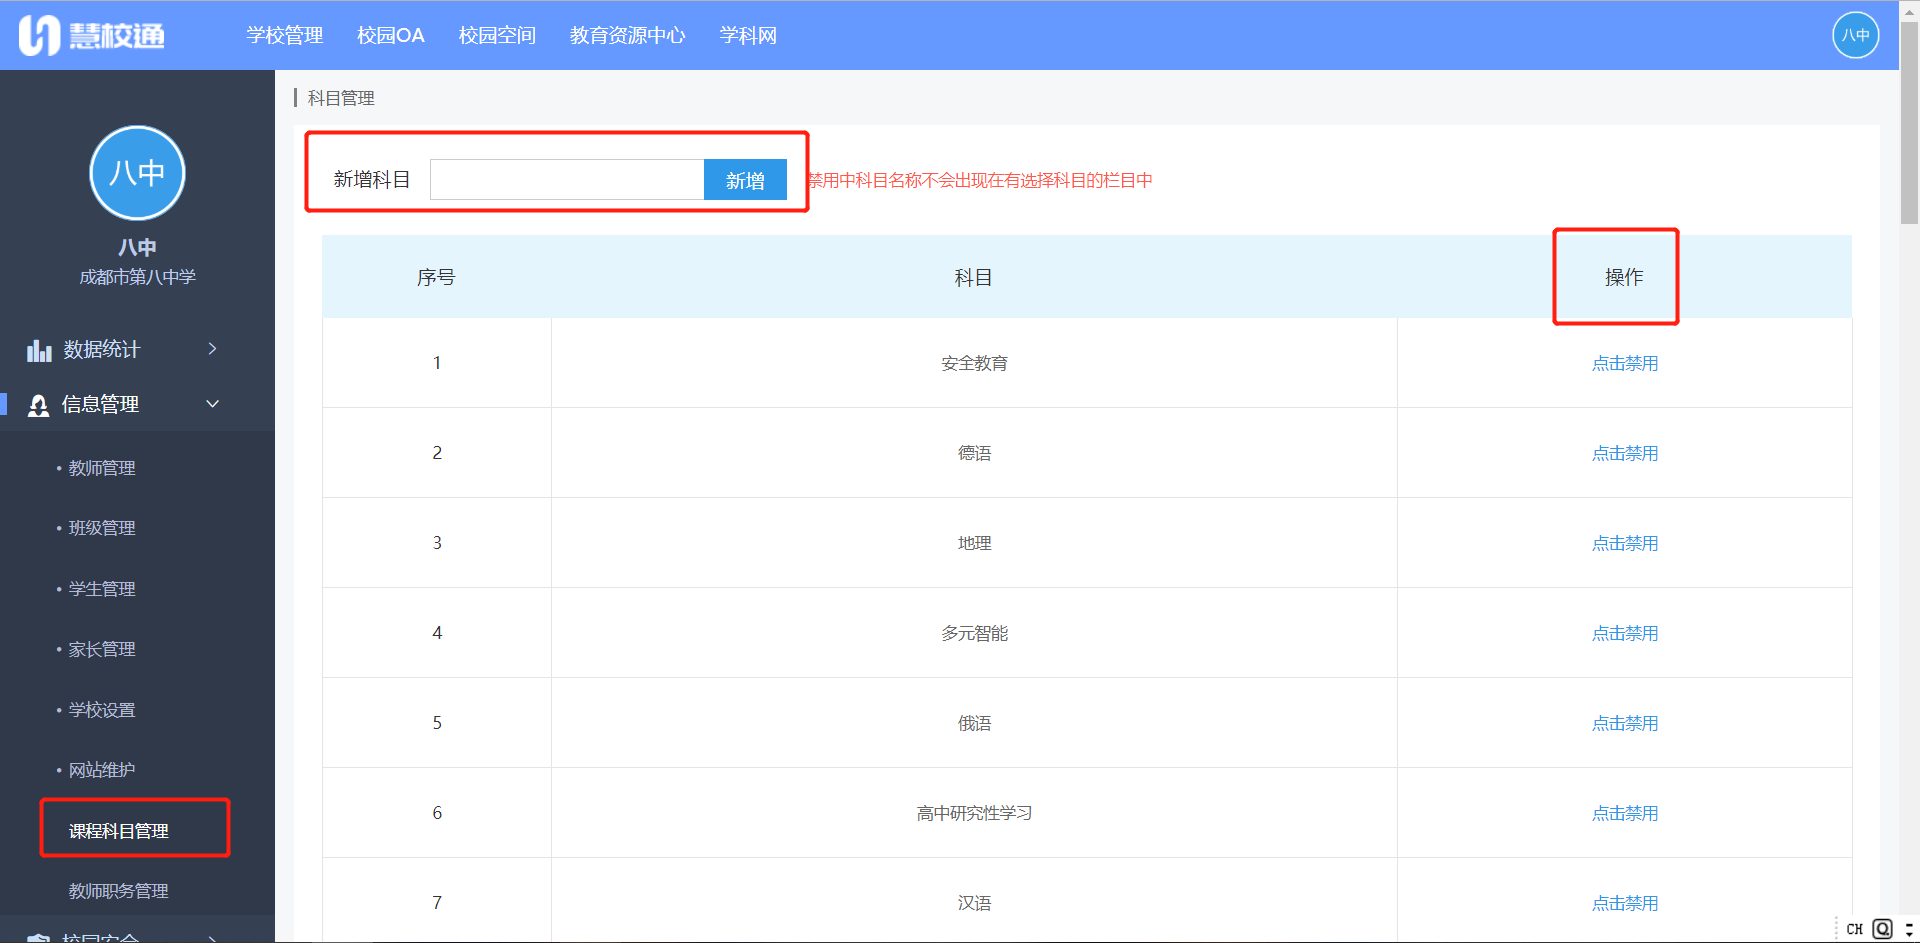 慧校通 学校管理 校园OA 校园空间 教育资源中心 学科网 八中
八中
八中
成都市第八中学
数据统计
信息管理
• 教师管理
• 班级管理
• 学生管理
• 家长管理
• 学校设置
• 网站维护
课程科目管理
教师职务管理
校园安全
科目管理
新增科目 新增 禁用中科目名称不会出现在有选择科目的栏目中
序号 科目 操作
1 安全教育 点击禁用
2 德语 点击禁用
3 地理 点击禁用
4 多元智能 点击禁用
5 俄语 点击禁用
6 高中研究性学习 点击禁用
7 汉语 点击禁用
CH